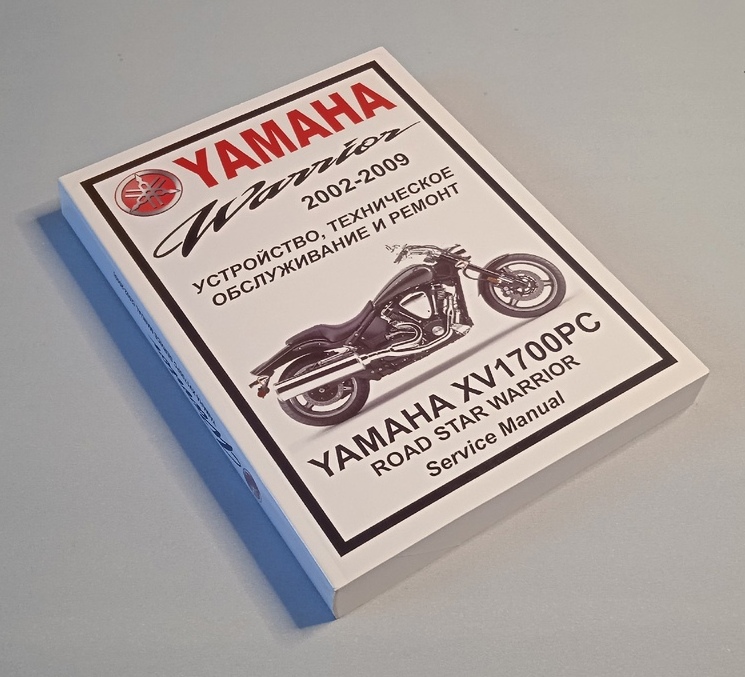 YAMAHA
Warrior
2002-2009
УСТРОЙСТВО, ТЕХНИЧЕСКОЕ
ОБСЛУЖИВАНИЕ И РЕМОНТ
YAMAHA XV1700PC
ROAD STAR WARRIOR
Service Manual